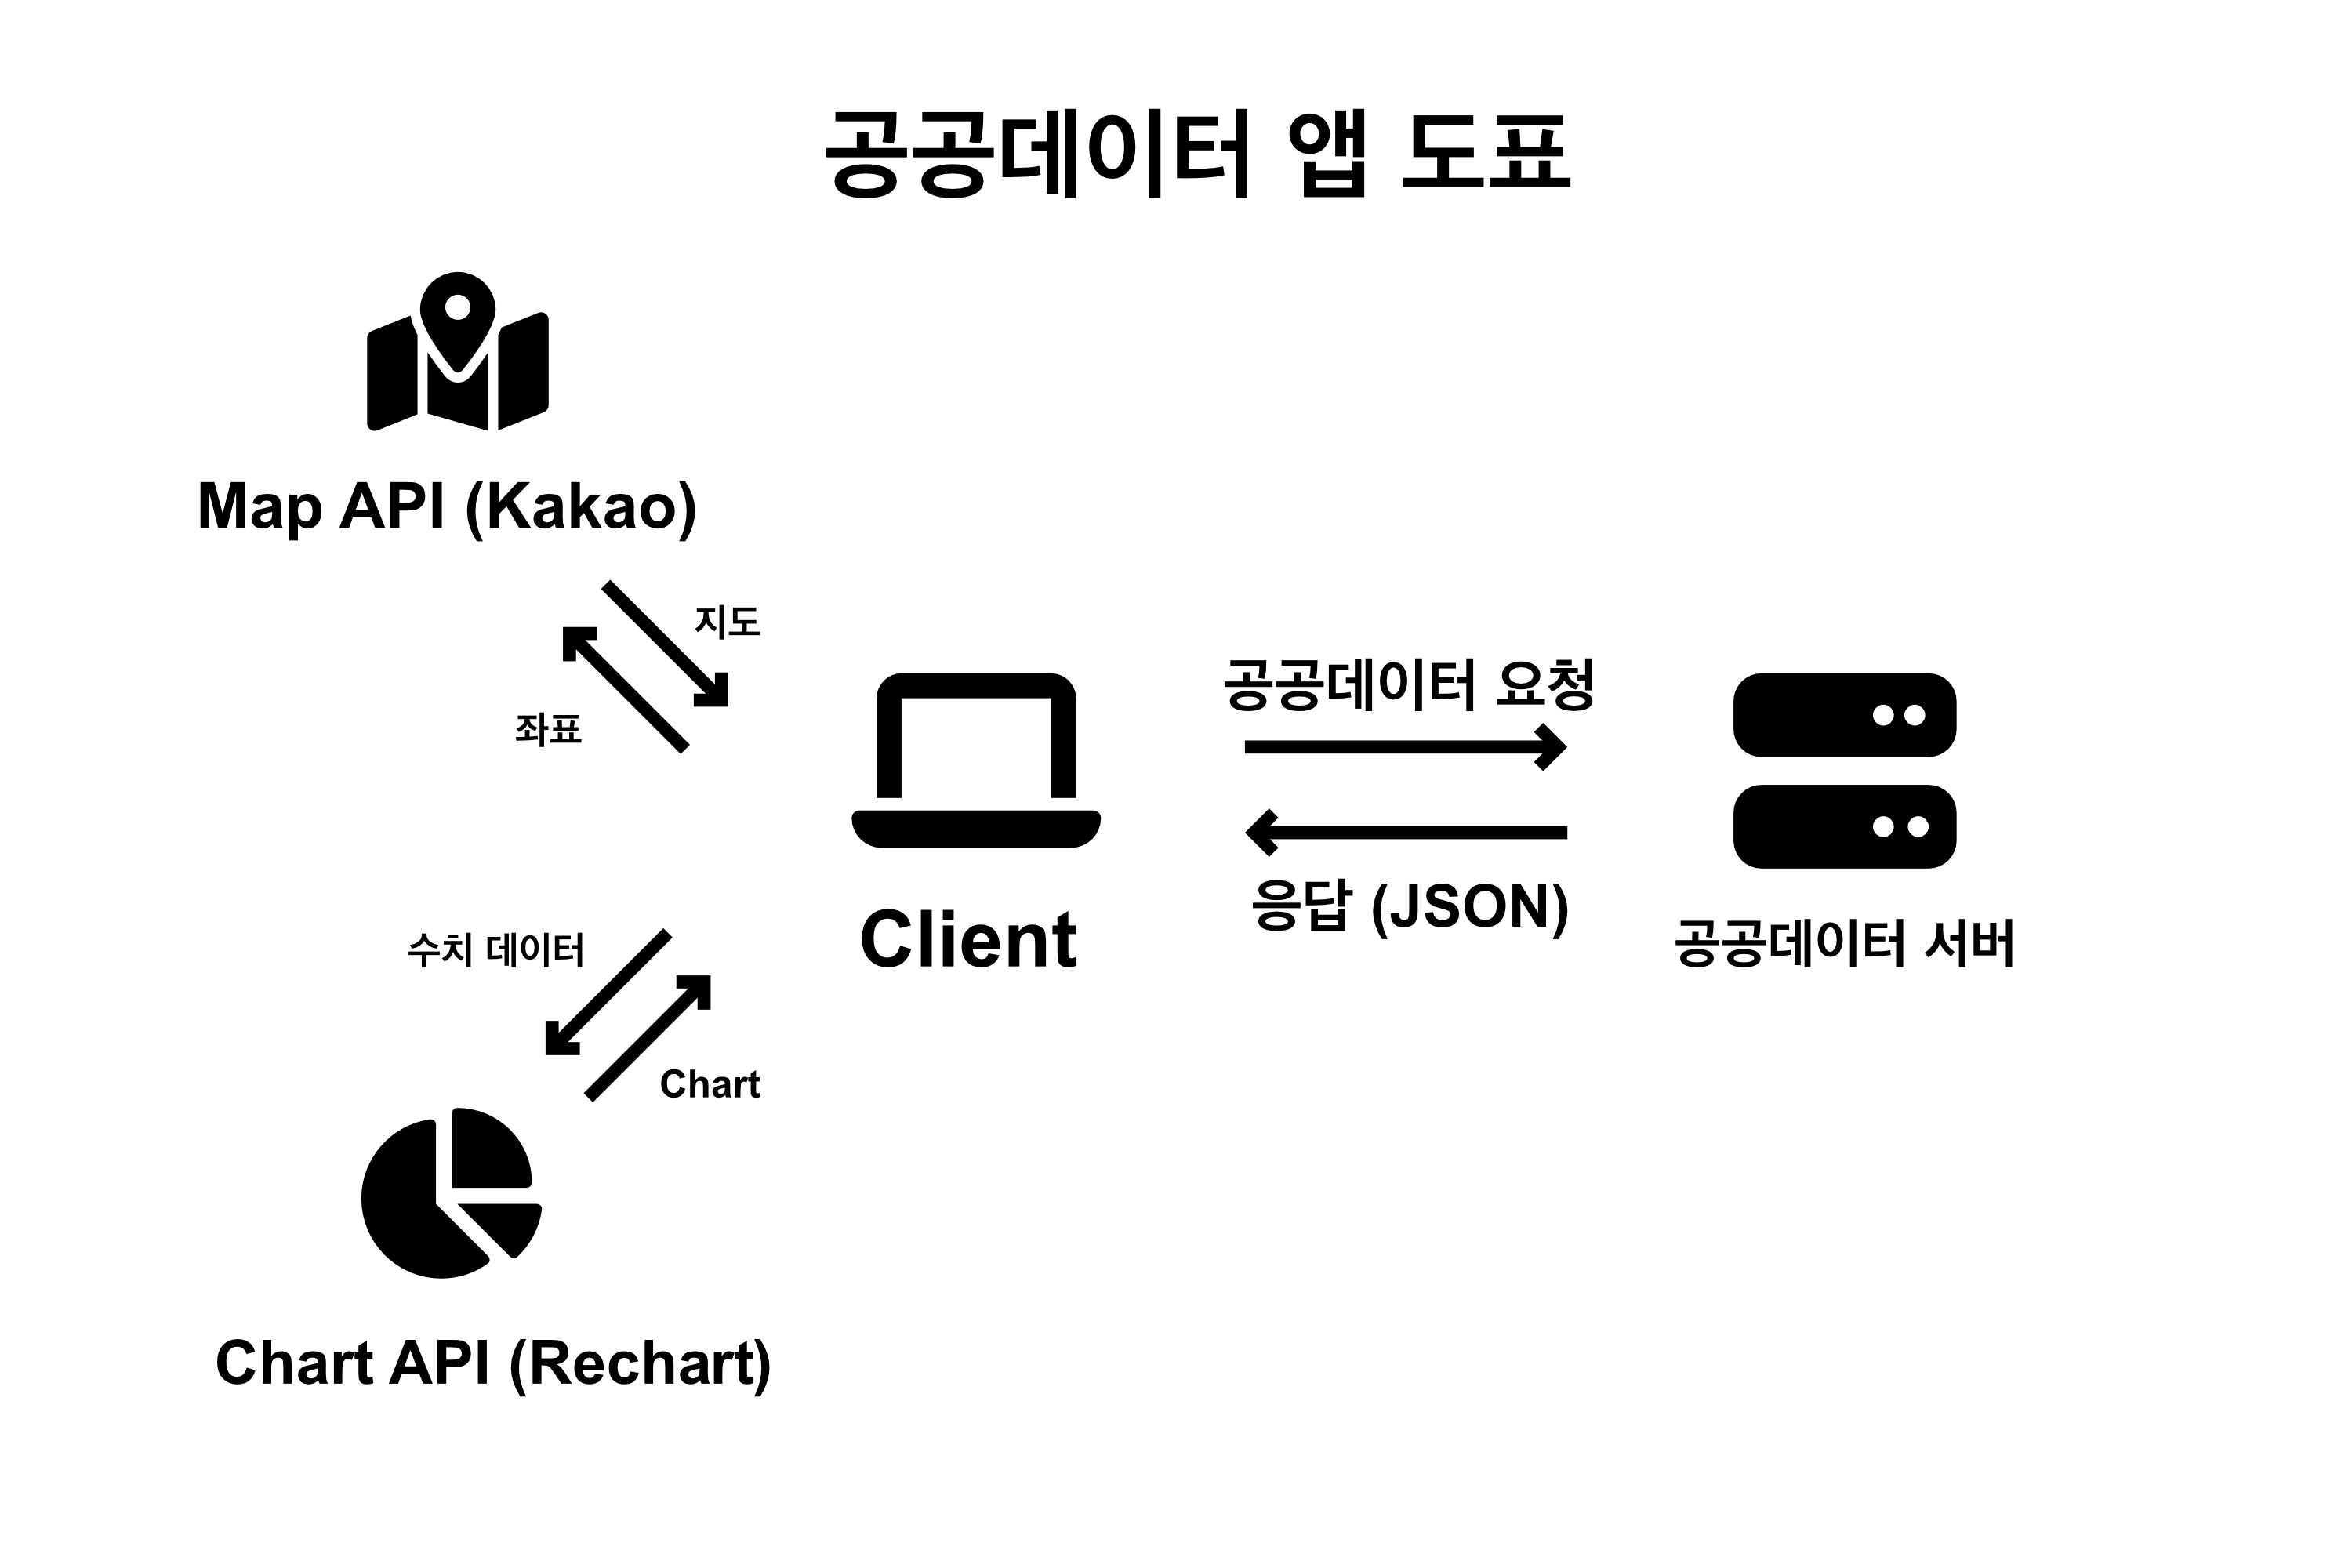 공공데이터 앱 도표
Map API (Kakao)
지도
좌표
공공데이터 요청
응답 (JSON)
Client
공공데이터 서버
수치 데이터
Chart
Chart API (Rechart)